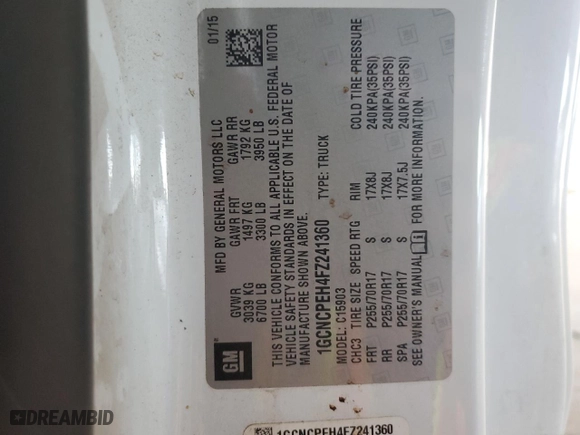 GM
01/15
MFD BY GENERAL MOTORS LLC
GVWR GAWR FRT GAWR RR
3039 KG 1497 KG 1792 KG
6700 LB 3300 LB 3950 LB
THIS VEHICLE CONFORMS TO ALL APPLICABLE U.S. FEDERAL MOTOR
VEHICLE SAFETY STANDARDS IN EFFECT ON THE DATE OF
MANUFACTURE SHOWN ABOVE.
1GCNCPEH4FZ241360 TYPE: TRUCK
MODEL: C15903
CHC3 TIRE SIZE SPEED RTG RIM COLD TIRE PRESSURE
FRT P255/70R17 S 17X8J 240KPA(35PSI)
RR P255/70R17 S 17X8J 240KPA(35PSI)
SPA P255/70R17 S 17X7.5J 240KPA(35PSI)
SEE OWNER'S MANUAL FOR MORE INFORMATION.
1GCNCPEH4FZ241360
DREAMBID